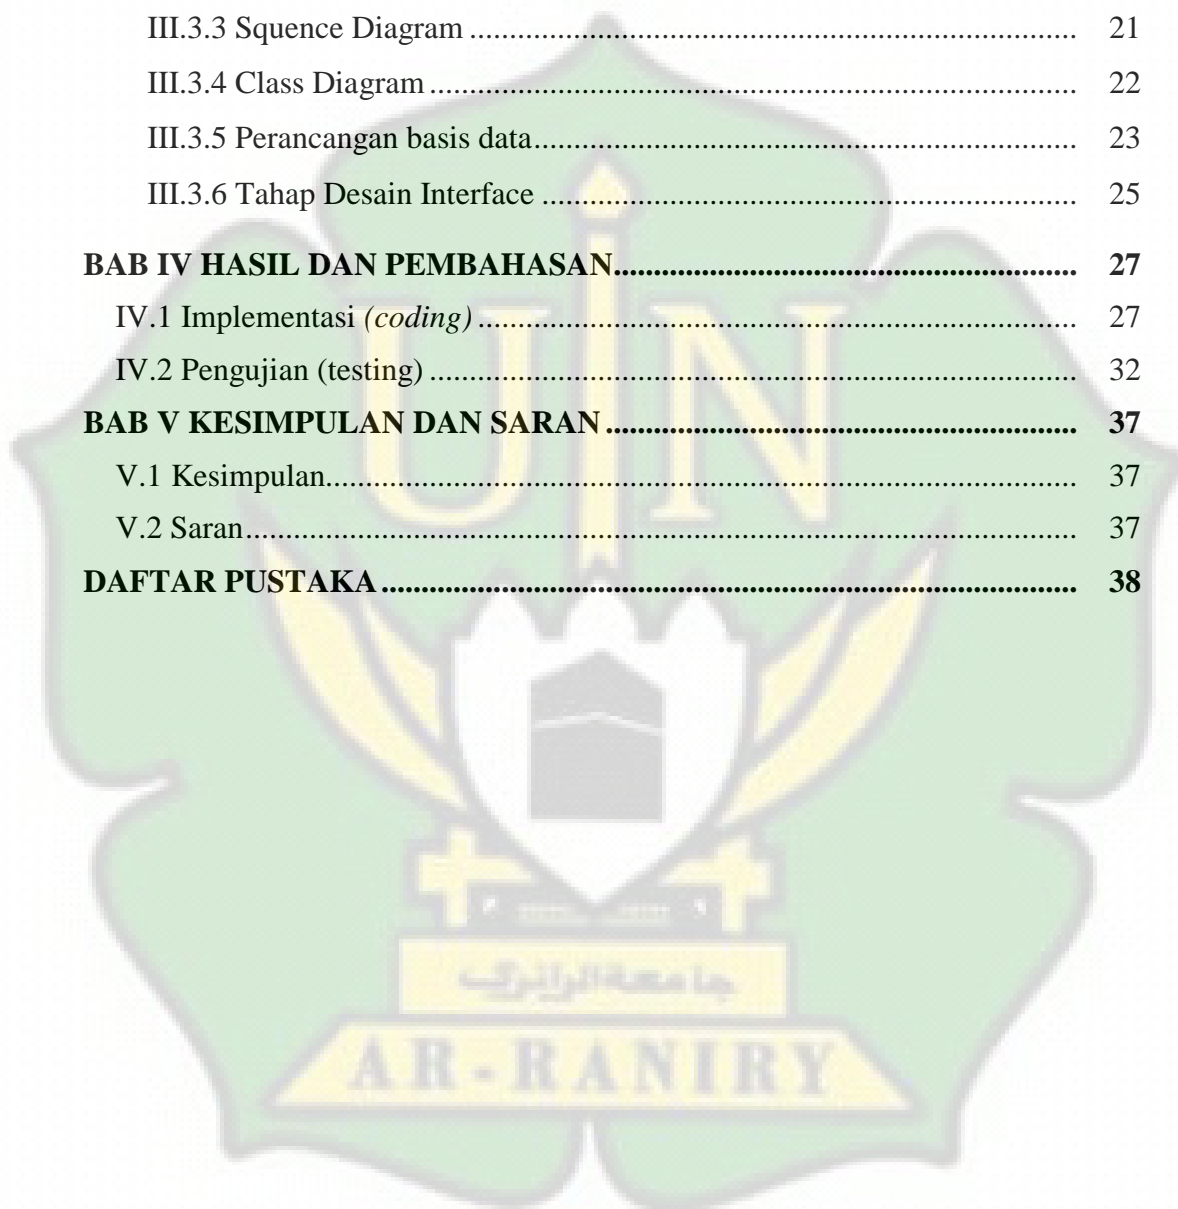 III.3.3 Squence Diagram ........................................................................... 21
III.3.4 Class Diagram ................................................................................ 22
III.3.5 Perancangan basis data................................................................... 23
III.3.6 Tahap Desain Interface .................................................................. 25
BAB IV HASIL DAN PEMBAHASAN......................................................... 27
IV.1 Implementasi (coding) .......................................................................... 27
IV.2 Pengujian (testing) ................................................................................ 32
BAB V KESIMPULAN DAN SARAN .......................................................... 37
V.1 Kesimpulan............................................................................................. 37
V.2 Saran....................................................................................................... 37
DAFTAR PUSTAKA ...................................................................................... 38
UIN
جامعة الرانري
AR-RANIRY